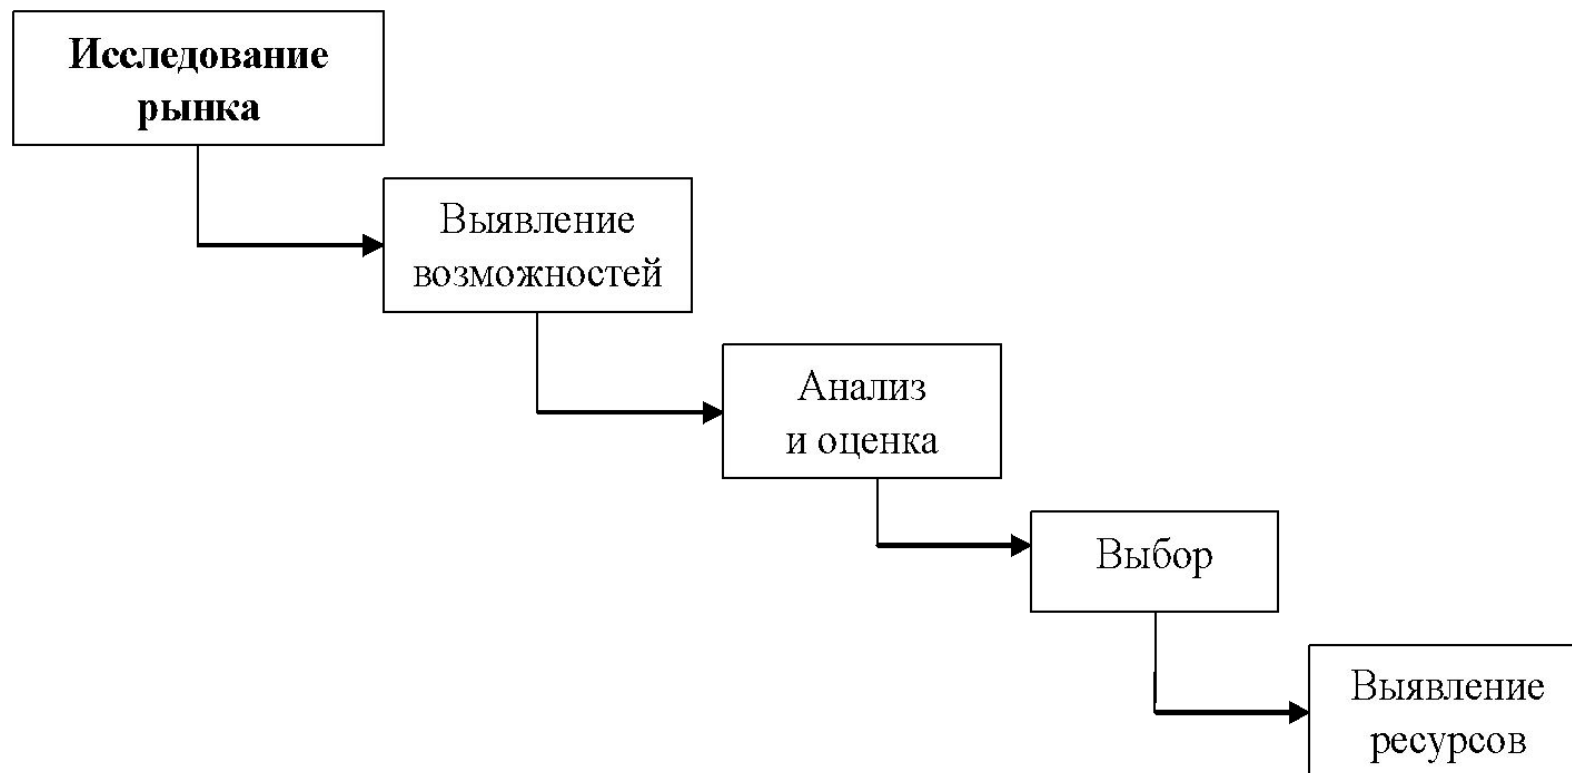 Исследование
рынка
Выявление
возможностей
Анализ
и оценка
Выбор
Выявление
ресурсов